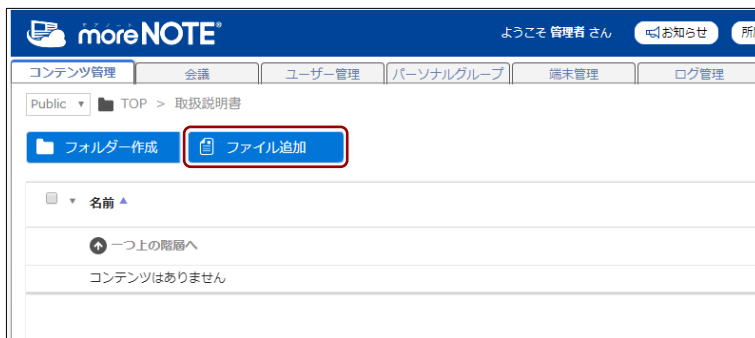 moreNOTE® ようこそ 管理者 さん お知らせ
コンテンツ管理 会議 ユーザー管理 パーソナルグループ 端末管理 ログ管理
Public ▼ TOP > 取扱説明書
フォルダー作成 ファイル追加
▼ 名前 ▲
一つ上の階層へ
コンテンツはありません